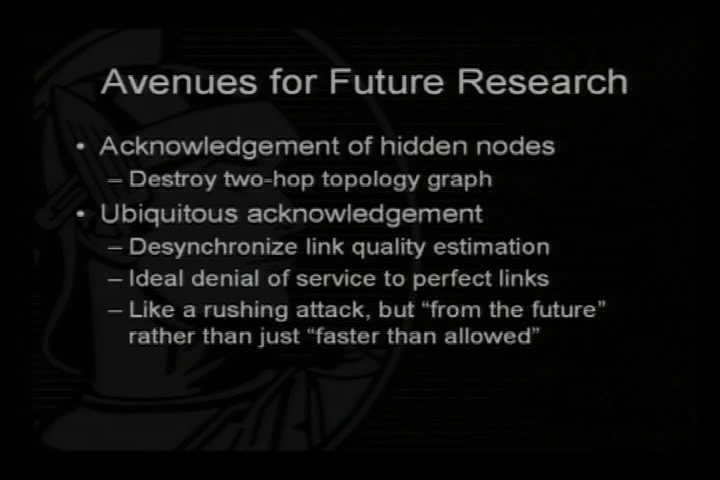 Avenues for Future Research
• Acknowledgement of hidden nodes
– Destroy two-hop topology graph
• Ubiquitous acknowledgement
– Desynchronize link quality estimation
– Ideal denial of service to perfect links
– Like a rushing attack, but “from the future”
rather than just “faster than allowed”